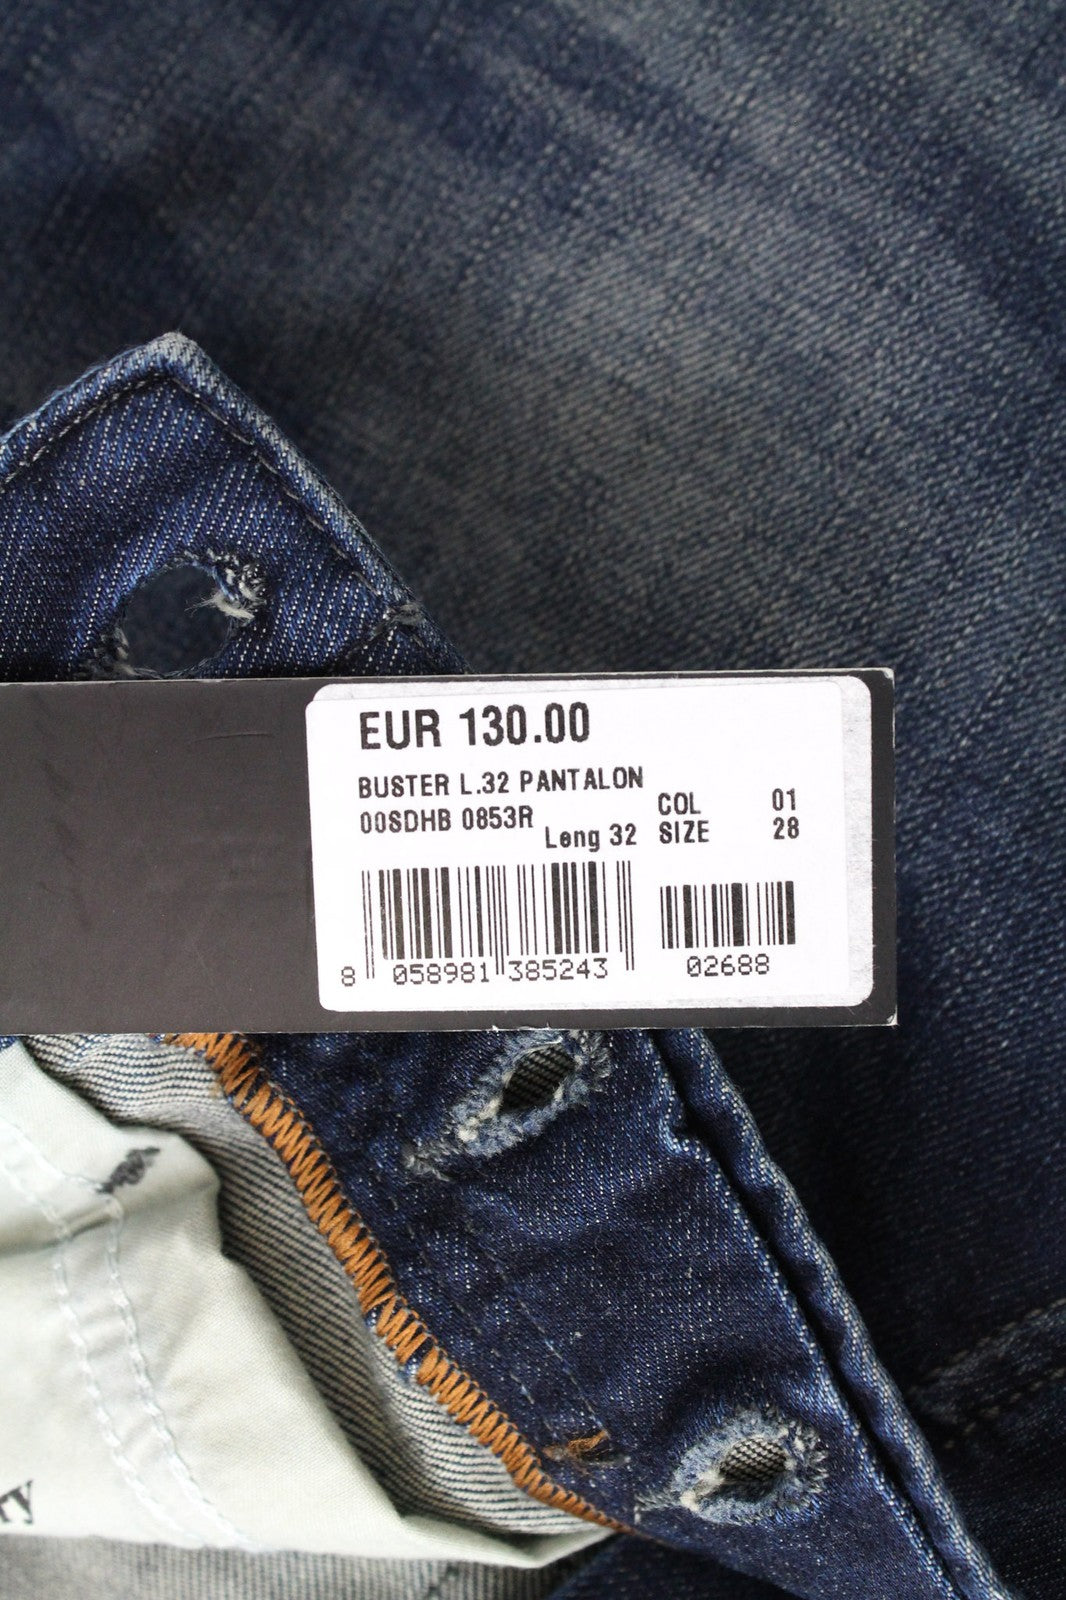 EUR 130.00
BUSTER L.32 PANTALON
00SDHB 0853R
Leng 32
COL 01
SIZE 28
8 058981 385243
02688